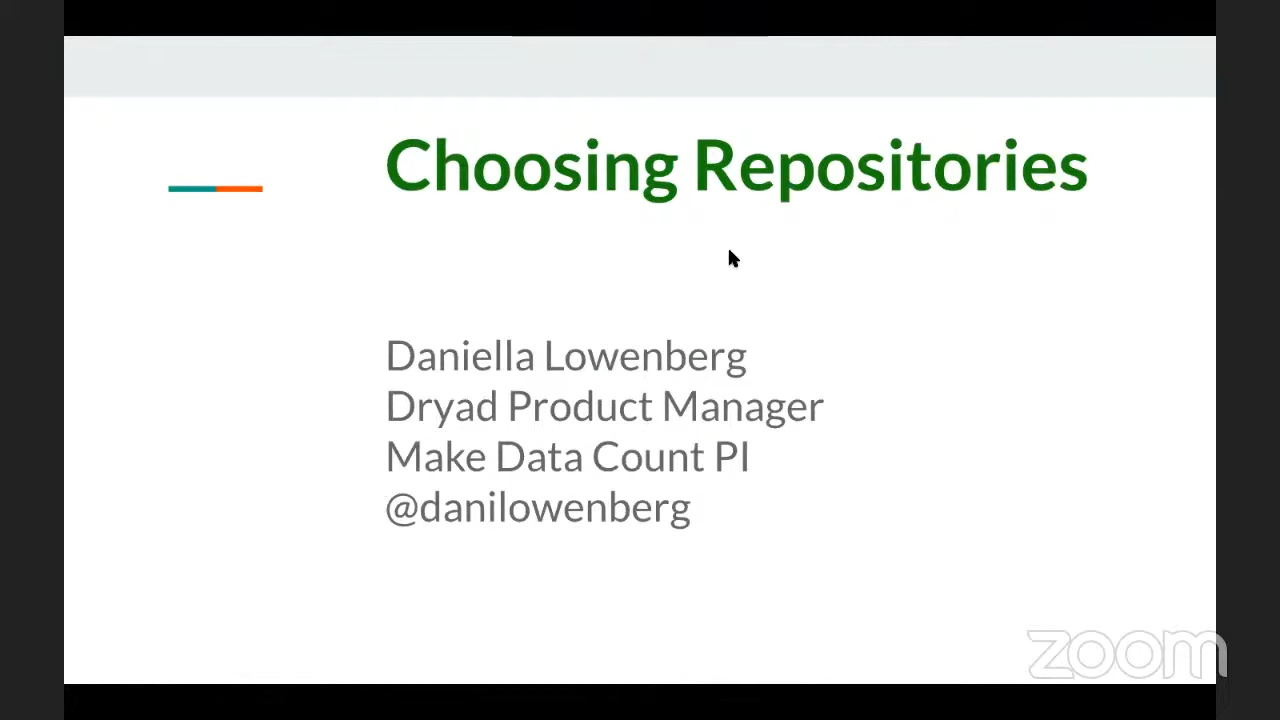 Choosing Repositories
Daniella Lowenberg
Dryad Product Manager
Make Data Count PI
@danilowenberg
zoom